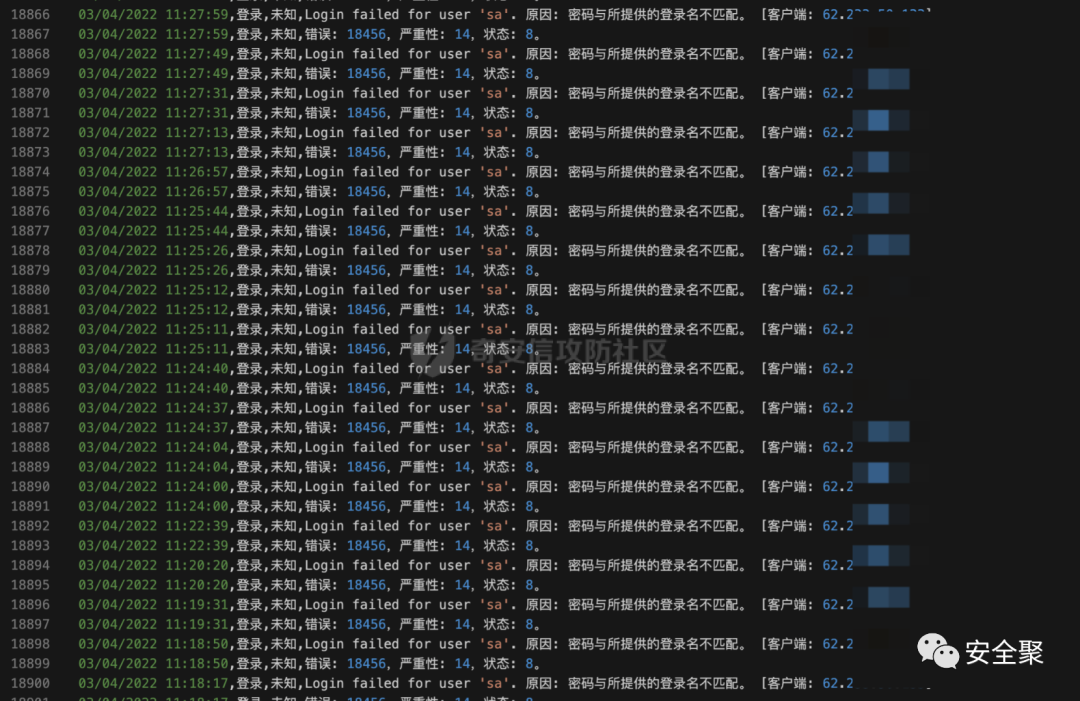 18866 03/04/2022 11:27:59,登录,未知,Login failed for user 'sa'. 原因: 密码与所提供的登录名不匹配。 [客户端: 62.2
18867 03/04/2022 11:27:59,登录,未知,错误: 18456, 严重性: 14, 状态: 8。
18868 03/04/2022 11:27:49,登录,未知,Login failed for user 'sa'. 原因: 密码与所提供的登录名不匹配。 [客户端: 62.2
18869 03/04/2022 11:27:49,登录,未知,错误: 18456, 严重性: 14, 状态: 8。
18870 03/04/2022 11:27:31,登录,未知,Login failed for user 'sa'. 原因: 密码与所提供的登录名不匹配。 [客户端: 62.2
18871 03/04/2022 11:27:31,登录,未知,错误: 18456, 严重性: 14, 状态: 8。
18872 03/04/2022 11:27:13,登录,未知,Login failed for user 'sa'. 原因: 密码与所提供的登录名不匹配。 [客户端: 62.2
18873 03/04/2022 11:27:13,登录,未知,错误: 18456, 严重性: 14, 状态: 8。
18874 03/04/2022 11:26:57,登录,未知,Login failed for user 'sa'. 原因: 密码与所提供的登录名不匹配。 [客户端: 62.2
18875 03/04/2022 11:26:57,登录,未知,错误: 18456, 严重性: 14, 状态: 8。
18876 03/04/2022 11:25:44,登录,未知,Login failed for user 'sa'. 原因: 密码与所提供的登录名不匹配。 [客户端: 62.2
18877 03/04/2022 11:25:44,登录,未知,错误: 18456, 严重性: 14, 状态: 8。
18878 03/04/2022 11:25:26,登录,未知,Login failed for user 'sa'. 原因: 密码与所提供的登录名不匹配。 [客户端: 62.2
18879 03/04/2022 11:25:26,登录,未知,错误: 18456, 严重性: 14, 状态: 8。
18880 03/04/2022 11:25:12,登录,未知,Login failed for user 'sa'. 原因: 密码与所提供的登录名不匹配。 [客户端: 62.2
18881 03/04/2022 11:25:12,登录,未知,错误: 18456, 严重性: 14, 状态: 8。
18882 03/04/2022 11:25:11,登录,未知,Login failed for user 'sa'. 原因: 密码与所提供的登录名不匹配。 [客户端: 62.2
18883 03/04/2022 11:25:11,登录,未知,错误: 18456, 严重性: 14, 状态: 8。
奇安信攻防社区
18884 03/04/2022 11:24:40,登录,未知,Login failed for user 'sa'. 原因: 密码与所提供的登录名不匹配。 [客户端: 62.2
18885 03/04/2022 11:24:40,登录,未知,错误: 18456, 严重性: 14, 状态: 8。
18886 03/04/2022 11:24:37,登录,未知,Login failed for user 'sa'. 原因: 密码与所提供的登录名不匹配。 [客户端: 62.2
18887 03/04/2022 11:24:37,登录,未知,错误: 18456, 严重性: 14, 状态: 8。
18888 03/04/2022 11:24:04,登录,未知,Login failed for user 'sa'. 原因: 密码与所提供的登录名不匹配。 [客户端: 62.2
18889 03/04/2022 11:24:04,登录,未知,错误: 18456, 严重性: 14, 状态: 8。
18890 03/04/2022 11:24:00,登录,未知,Login failed for user 'sa'. 原因: 密码与所提供的登录名不匹配。 [客户端: 62.2
18891 03/04/2022 11:24:00,登录,未知,错误: 18456, 严重性: 14, 状态: 8。
18892 03/04/2022 11:22:39,登录,未知,Login failed for user 'sa'. 原因: 密码与所提供的登录名不匹配。 [客户端: 62.2
18893 03/04/2022 11:22:39,登录,未知,错误: 18456, 严重性: 14, 状态: 8。
18894 03/04/2022 11:20:20,登录,未知,Login failed for user 'sa'. 原因: 密码与所提供的登录名不匹配。 [客户端: 62.2
18895 03/04/2022 11:20:20,登录,未知,错误: 18456, 严重性: 14, 状态: 8。
18896 03/04/2022 11:19:31,登录,未知,Login failed for user 'sa'. 原因: 密码与所提供的登录名不匹配。 [客户端: 62.2
18897 03/04/2022 11:19:31,登录,未知,错误: 18456, 严重性: 14, 状态: 8。
18898 03/04/2022 11:18:50,登录,未知,Login failed for user 'sa'. 原因: 密码与所提供的登录名不匹配。 [客户端: 62.2
18899 03/04/2022 11:18:50,登录,未知,错误: 18456, 严重性: 14, 状态: 8。
安全聚
18900 03/04/2022 11:18:17,登录,未知,Login failed for user 'sa'. 原因: 密码与所提供的登录名不匹配。 [客户端: 62.2